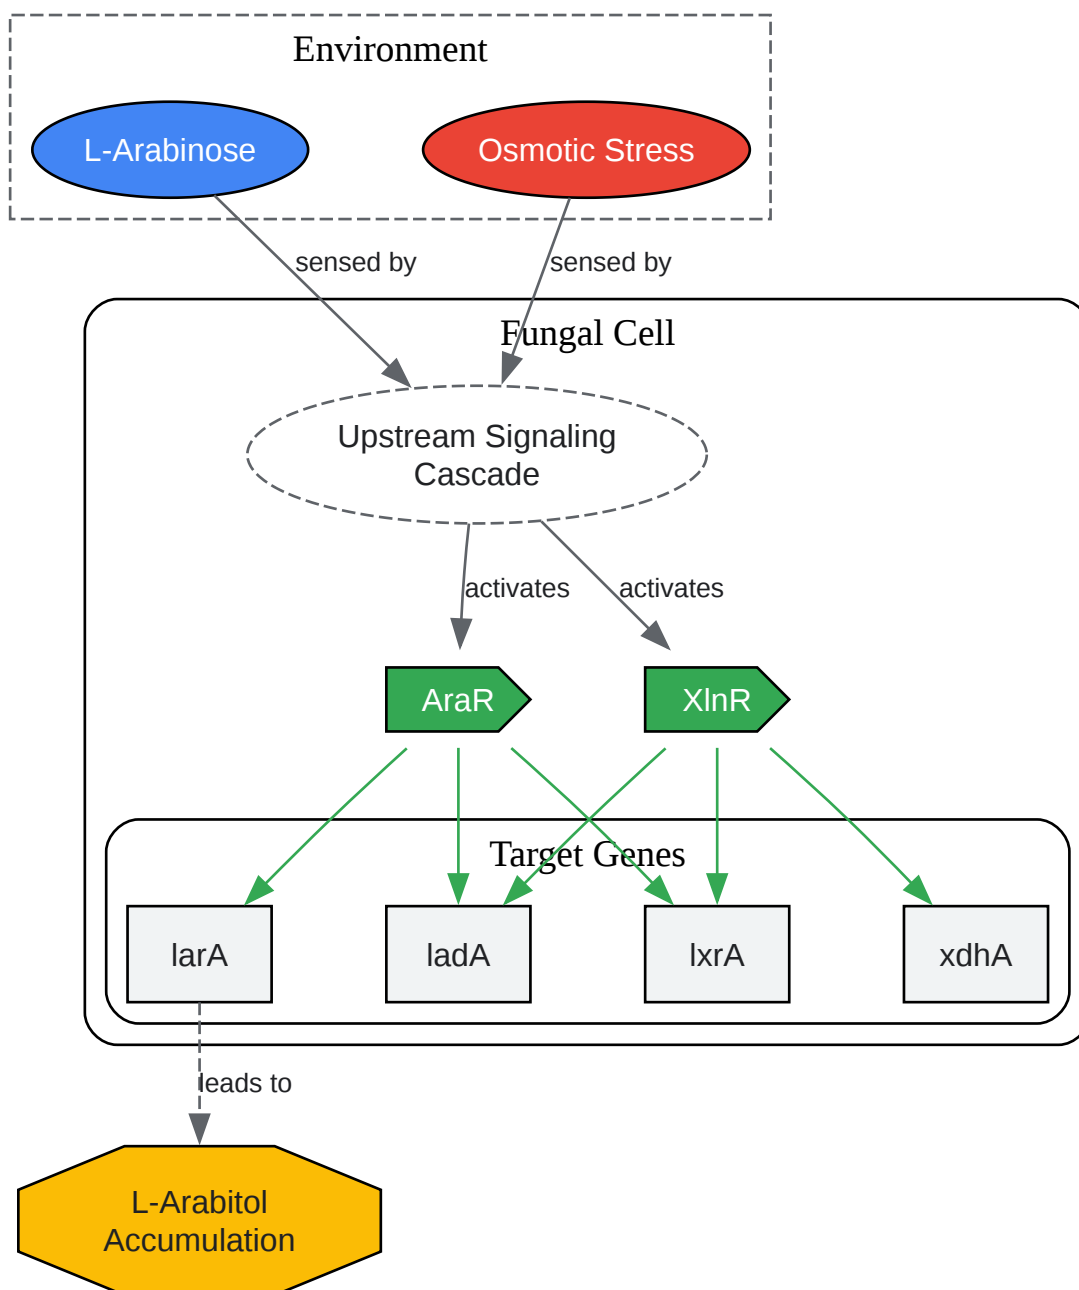 Environment
L-Arabinose
Osmotic Stress
sensed by
sensed by
Fungal Cell
Upstream Signaling
Cascade
activates
activates
AraR
XlnR
Target Genes
larA
ladA
lxrA
xdhA
leads to
L-Arabitol
Accumulation